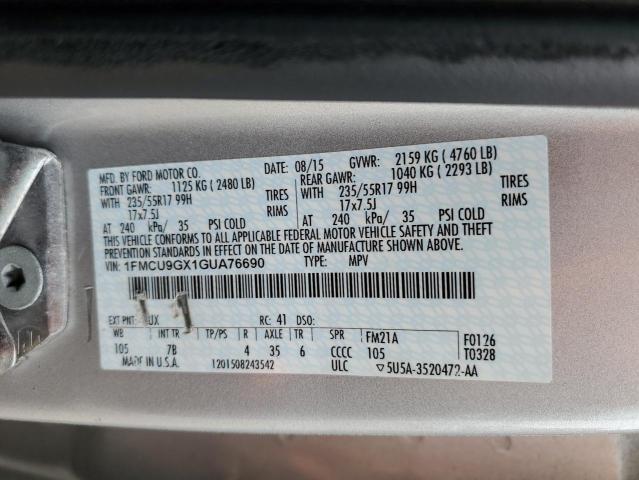 MFD. BY FORD MOTOR CO.
DATE: 08/15 GVWR: 2159 KG ( 4760 LB)
FRONT GAWR: 1125 KG ( 2480 LB) REAR GAWR: 1040 KG ( 2293 LB)
WITH 235/55R17 99H TIRES WITH 235/55R17 99H TIRES
17x7.5J RIMS 17x7.5J RIMS
AT 240 kPa/ 35 PSI COLD AT 240 kPa/ 35 PSI COLD
THIS VEHICLE CONFORMS TO ALL APPLICABLE FEDERAL MOTOR VEHICLE SAFETY AND BUMPER
STANDARDS IN EFFECT ON THE DATE OF MANUFACTURE SHOWN ABOVE.
1FMCU9GX1GUA76690 TYPE: MPV
EXT PNT: UX RC: 41 DSO:
WB INT TR TP/PS R AXLE TR SPR FM21A F0126
105 7B 4 35 6 CCCC 105 T0328
MADE IN U.S.A. 1201508243542 ULC ▽5U5A-3520472-AA